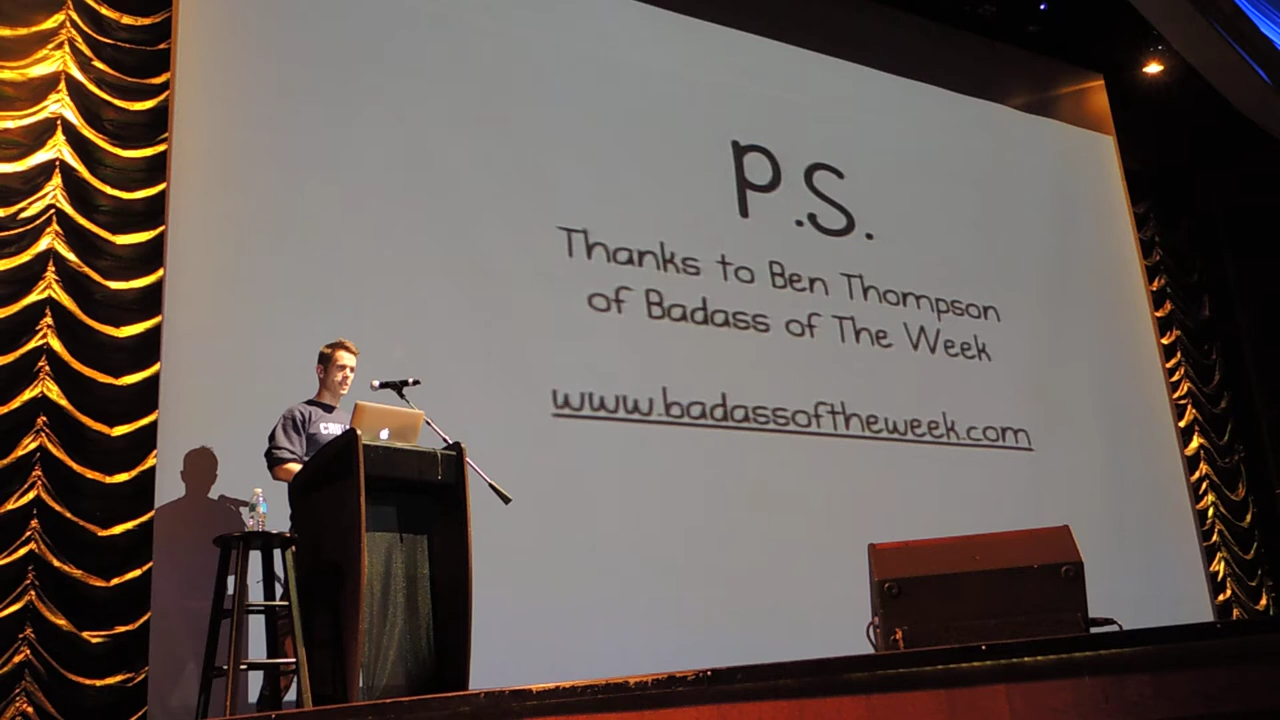 P.S.
Thanks to Ben Thompson
of Badass of The Week
www.badassoftheweek.com